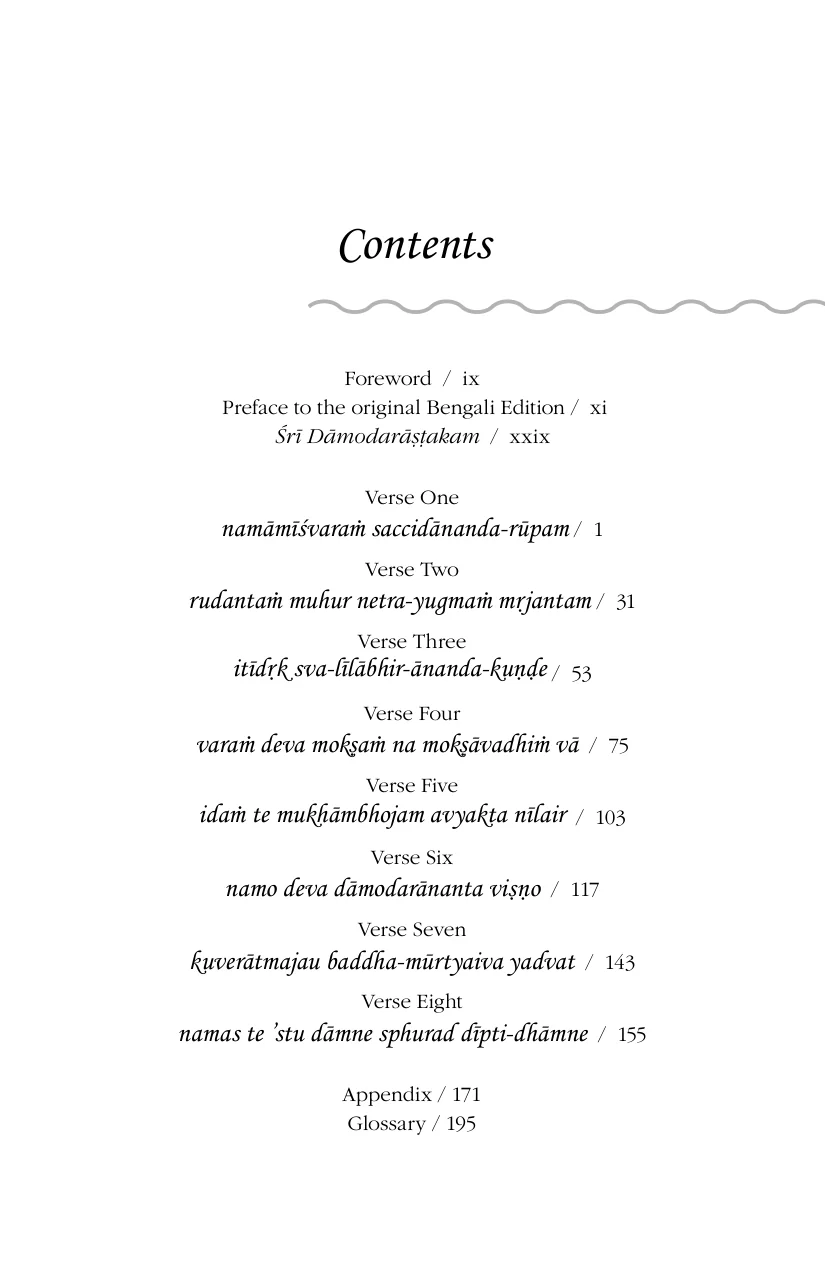 Contents
Foreword / ix
Preface to the original Bengali Edition / xi
Śrī Dāmodarāṣṭakam / xxix
Verse One
namāmīśvaraṁ saccidānanda-rūpam / 1
Verse Two
rudantaṁ muhur netra-yugmaṁ mṛjantam / 31
Verse Three
itīdṛk sva-līlābhir-ānanda-kuṇḍe / 53
Verse Four
varaṁ deva mokṣaṁ na mokṣāvadhiṁ vā / 75
Verse Five
idaṁ te mukhāmbhojam avyakta nīlair / 103
Verse Six
namo deva dāmodarānanta viṣṇo / 117
Verse Seven
kuverātmajau baddha-mūrtyaiva yadvat / 143
Verse Eight
namas te ’stu dāmne sphurad dīpti-dhāmne / 155
Appendix / 171
Glossary / 195